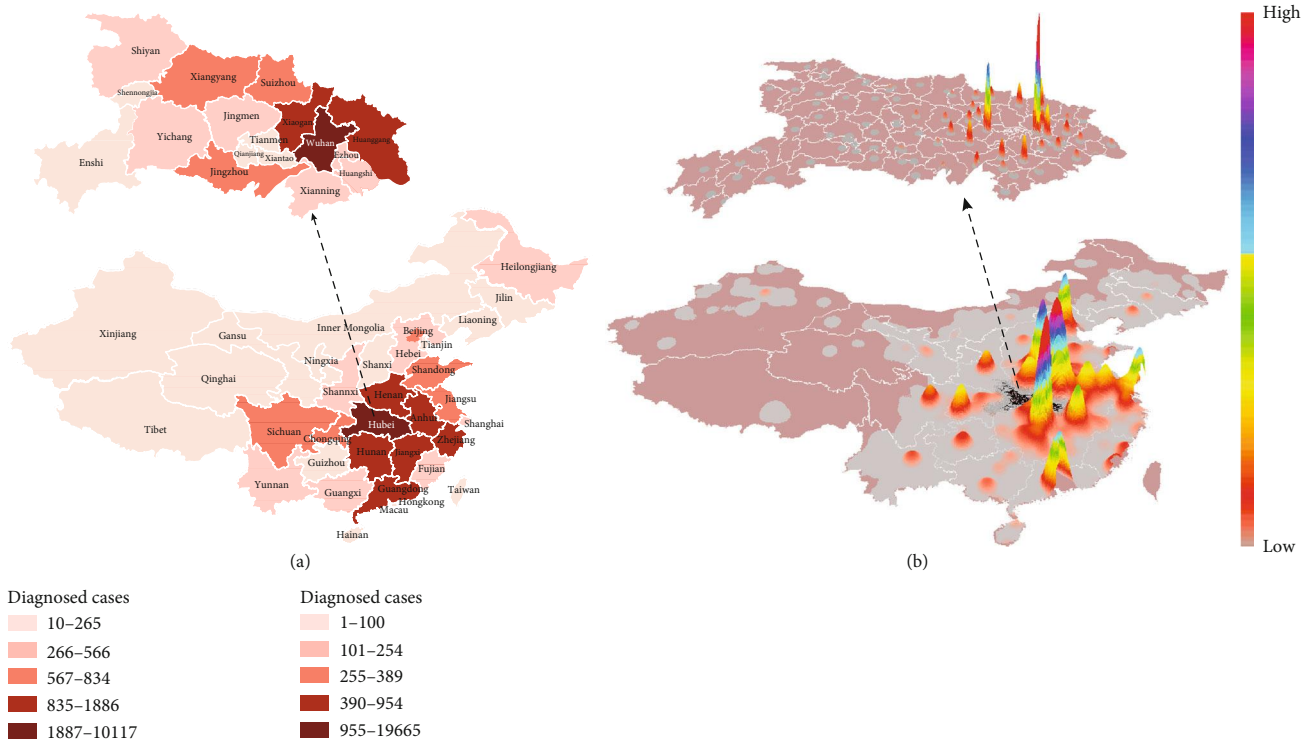 Shiyan
Xiangyang
Suizhou
Shennongjia
Jingmen
Xiaogan
Huanggang
Yichang
Tianmen
Wuhan
Enshi
Qianjiang
Xiantao
Ezhou
Jingzhou
Huangshi
Xianning
Heilongjiang
Jilin
Liaoning
Xinjiang
Gansu
Inner Mongolia
Beijing
Tianjin
Ningxia
Shanxi
Hebei
Qinghai
Shandong
Shannxi
Henan
Jiangsu
Tibet
Sichuan
Hubei
Anhui
Shanghai
Chongqing
Zhejiang
Hunan
Jiangxi
Guizhou
Fujian
Yunnan
Guangxi
Guangdong
Taiwan
Hongkong
Macau
Hainan
(a)
High
Low
(b)
Diagnosed cases
10–265
266–566
567–834
835–1886
1887–10117
Diagnosed cases
1–100
101–254
255–389
390–954
955–19665